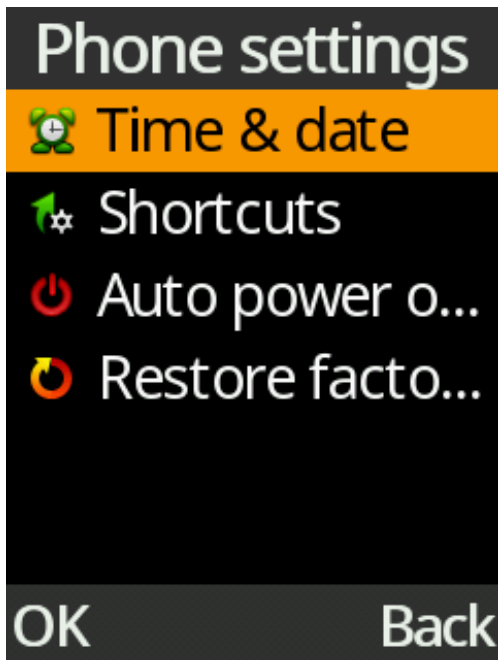 Phone settings
Time & date
Shortcuts
Auto power o...
Restore facto...
OK Back